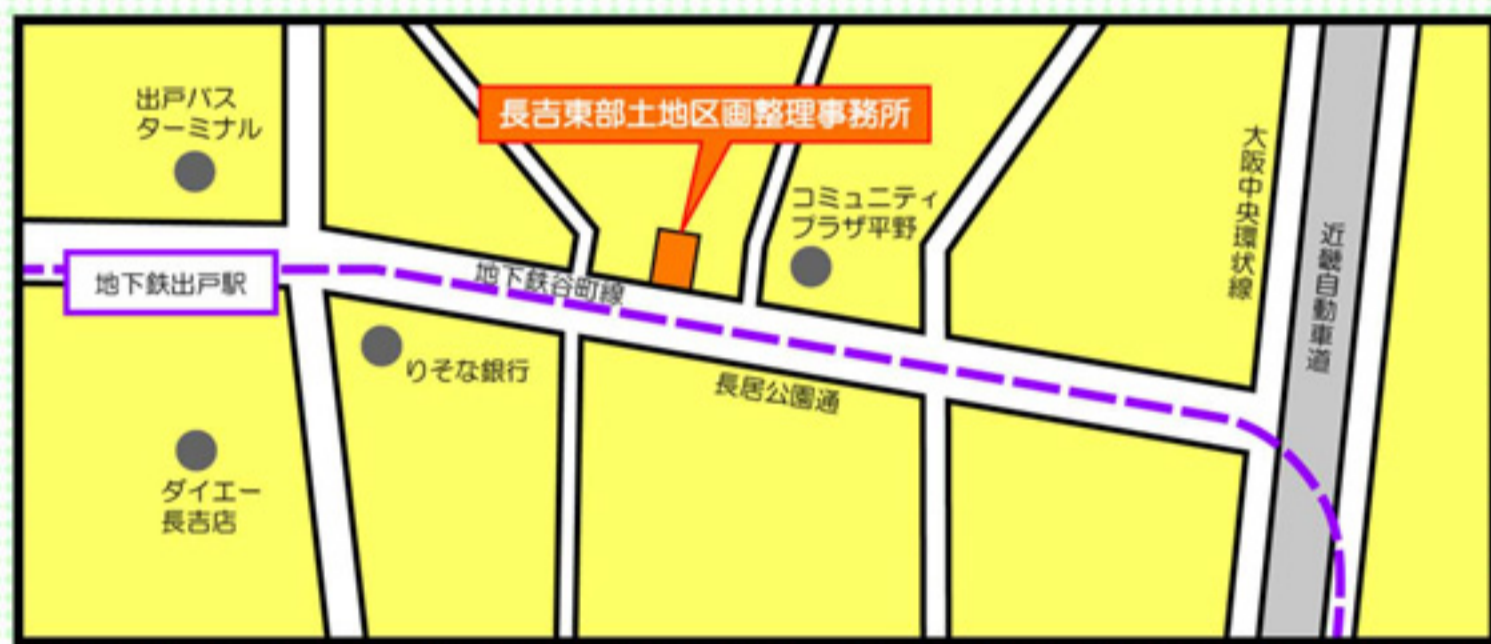 出戸バス
ターミナル
長吉東部土地区画整理事務所
コミュニティ
プラザ平野
大阪中央環状線
近畿自動車道
地下鉄出戸駅
地下鉄谷町線
りそな銀行
長居公園通
ダイエー
長吉店